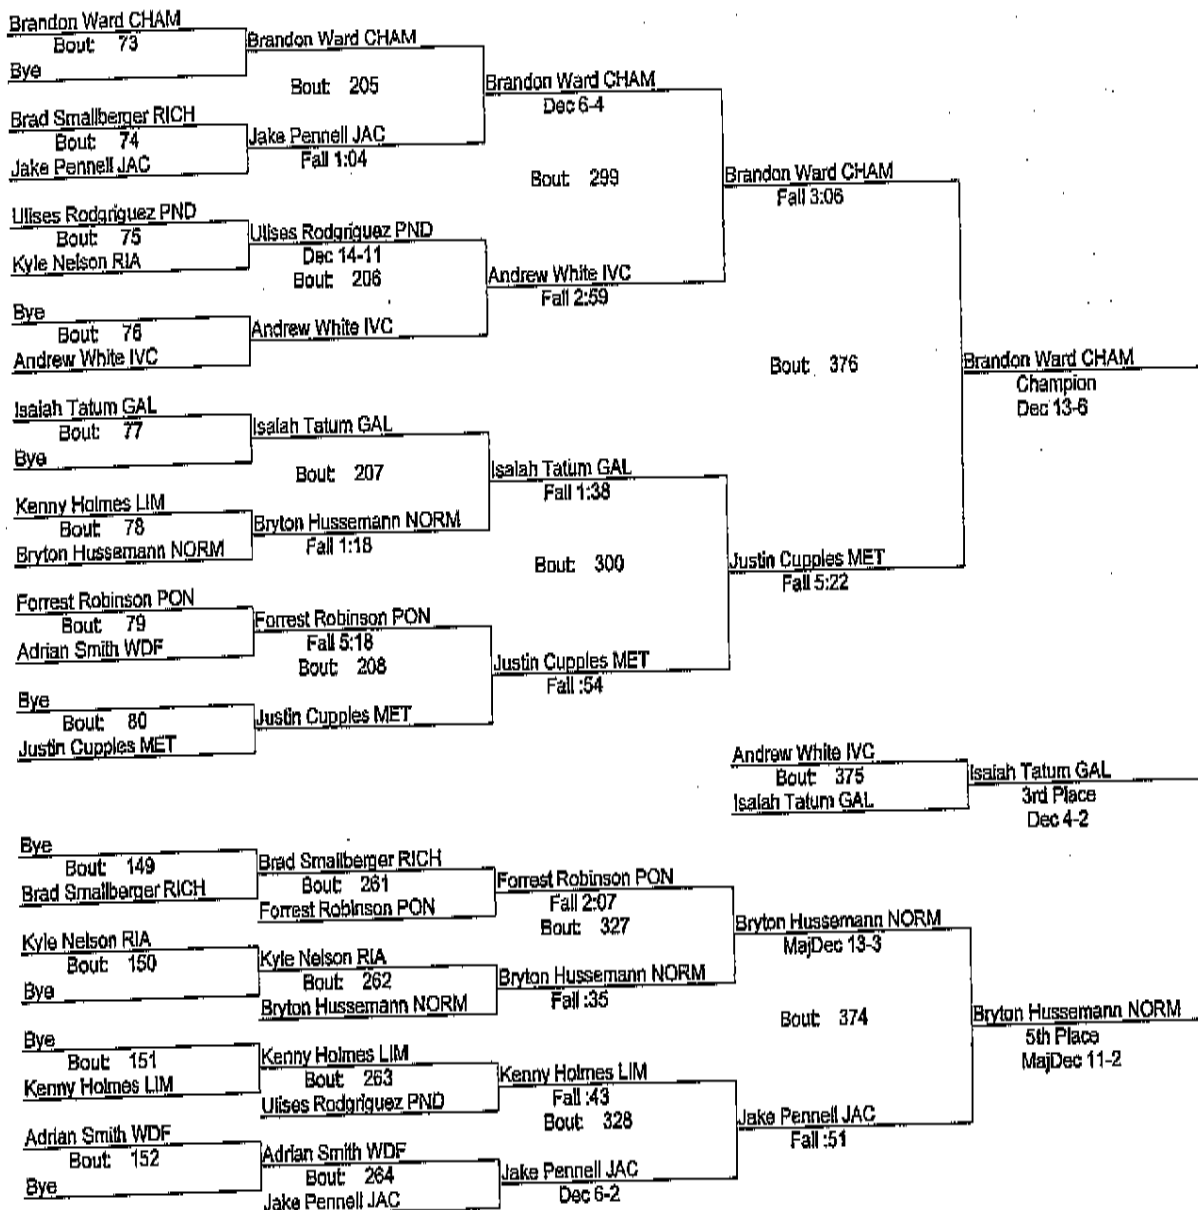 Brandon Ward CHAM
Bout: 73
Bye
Brandon Ward CHAM
Bout: 205
Brad Smallberger RICH
Bout: 74
Jake Pennell JAC
Jake Pennell JAC
Fall 1:04
Brandon Ward CHAM
Dec 6-4
Bout: 299
Ulises Rodgriguez PND
Bout: 75
Kyle Nelson RIA
Ulises Rodgriguez PND
Dec 14-11
Bout: 206
Bye
Bout: 76
Andrew White IVC
Andrew White IVC
Andrew White IVC
Fall 2:59
Brandon Ward CHAM
Fall 3:06
Bout: 376
Brandon Ward CHAM
Champion
Dec 13-6
Isaiah Tatum GAL
Bout: 77
Bye
Isaiah Tatum GAL
Bout: 207
Kenny Holmes LIM
Bout: 78
Bryton Hussemann NORM
Bryton Hussemann NORM
Fall 1:18
Isaiah Tatum GAL
Fall 1:38
Bout: 300
Forrest Robinson PON
Bout: 79
Adrian Smith WDF
Forrest Robinson PON
Fall 5:18
Bout: 208
Bye
Bout: 80
Justin Cupples MET
Justin Cupples MET
Justin Cupples MET
Fall :54
Justin Cupples MET
Fall 5:22
Andrew White IVC
Bout: 375
Isaiah Tatum GAL
Isaiah Tatum GAL
3rd Place
Dec 4-2
Bye
Bout: 149
Brad Smallberger RICH
Brad Smallberger RICH
Bout: 261
Forrest Robinson PON
Forrest Robinson PON
Fall 2:07
Bout: 327
Kyle Nelson RIA
Bout: 150
Bye
Kyle Nelson RIA
Bout: 262
Bryton Hussemann NORM
Bryton Hussemann NORM
Fall :35
Bryton Hussemann NORM
MajDec 13-3
Bout: 374
Bryton Hussemann NORM
5th Place
MajDec 11-2
Bye
Bout: 151
Kenny Holmes LIM
Kenny Holmes LIM
Bout: 263
Ulises Rodgriguez PND
Kenny Holmes LIM
Fall :43
Bout: 328
Adrian Smith WDF
Bout: 152
Bye
Adrian Smith WDF
Bout: 264
Jake Pennell JAC
Jake Pennell JAC
Dec 6-2
Jake Pennell JAC
Fall :51